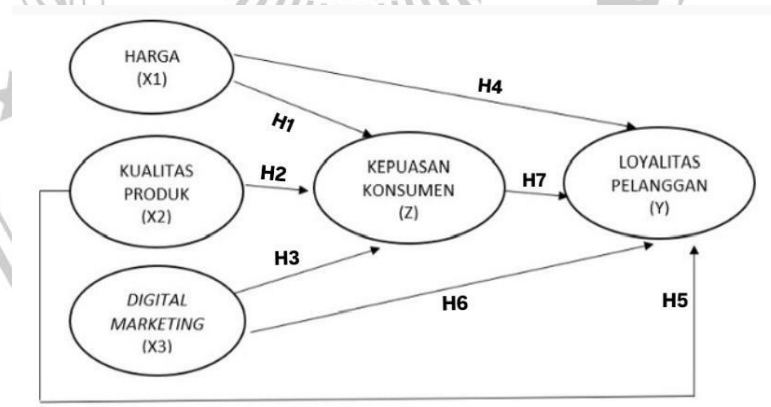 HARGA
(X1)
H4
H1
KUALITAS
PRODUK
(X2)
H2
KEPUASAN
KONSUMEN
(Z)
H7
LOYALITAS
PELANGGAN
(Y)
H3
DIGITAL
MARKETING
(X3)
H6
H5